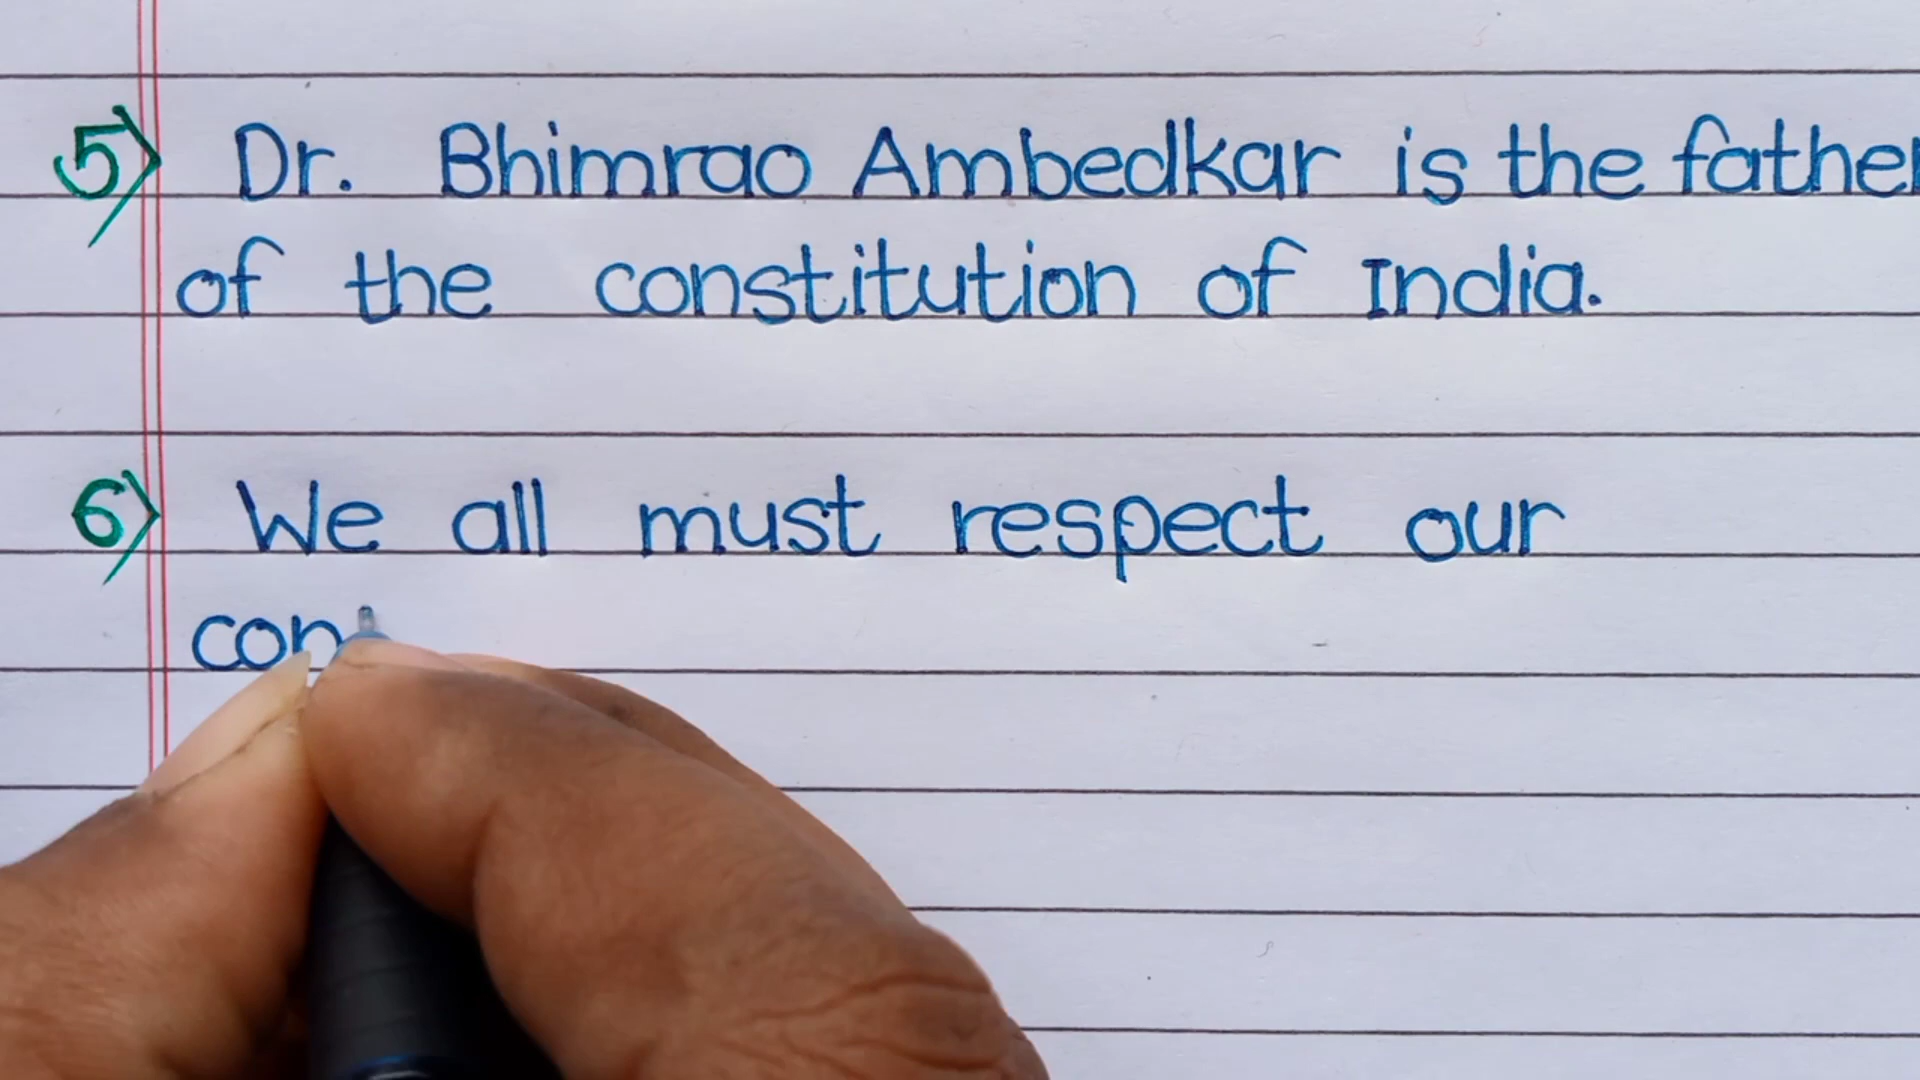 5) Dr. Bhimrao Ambedkar is the father
of the constitution of India.
6) We all must respect our
con